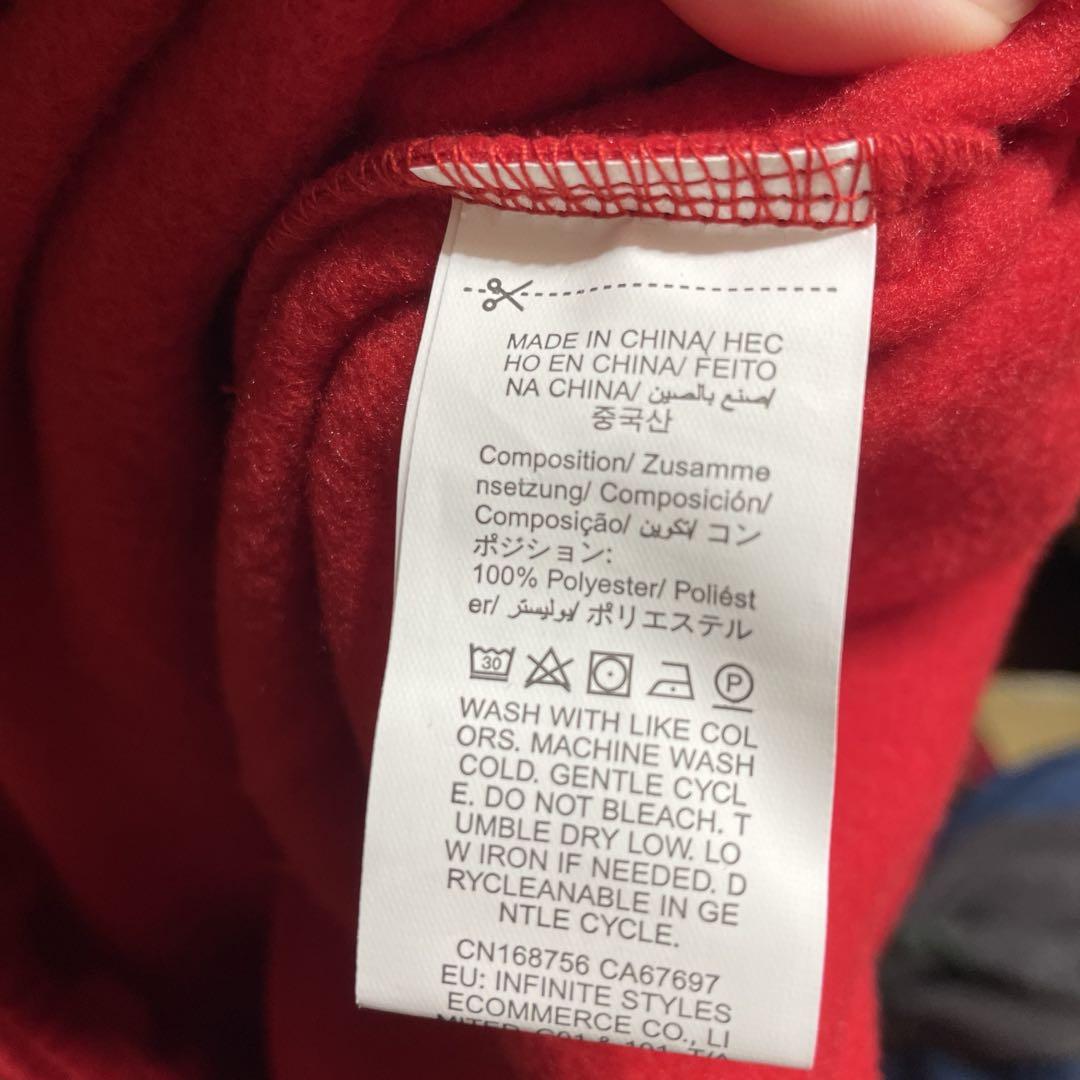 MADE IN CHINA/ HEC
HO EN CHINA/ FEITO
NA CHINA/ صنع بالصين/
중국산
Composition/ Zusamme
nsetzung/ Composición/
Composição/ تكوين/ コン
ポジション:
100% Polyester/ Poliést
er/ بوليستر/ ポリエステル
30
P
WASH WITH LIKE COL
ORS. MACHINE WASH
COLD. GENTLE CYCL
E. DO NOT BLEACH. T
UMBLE DRY LOW. LO
W IRON IF NEEDED. D
RYCLEANABLE IN GE
NTLE CYCLE.
CN168756 CA67697
EU: INFINITE STYLES
ECOMMERCE CO., LI
MITED